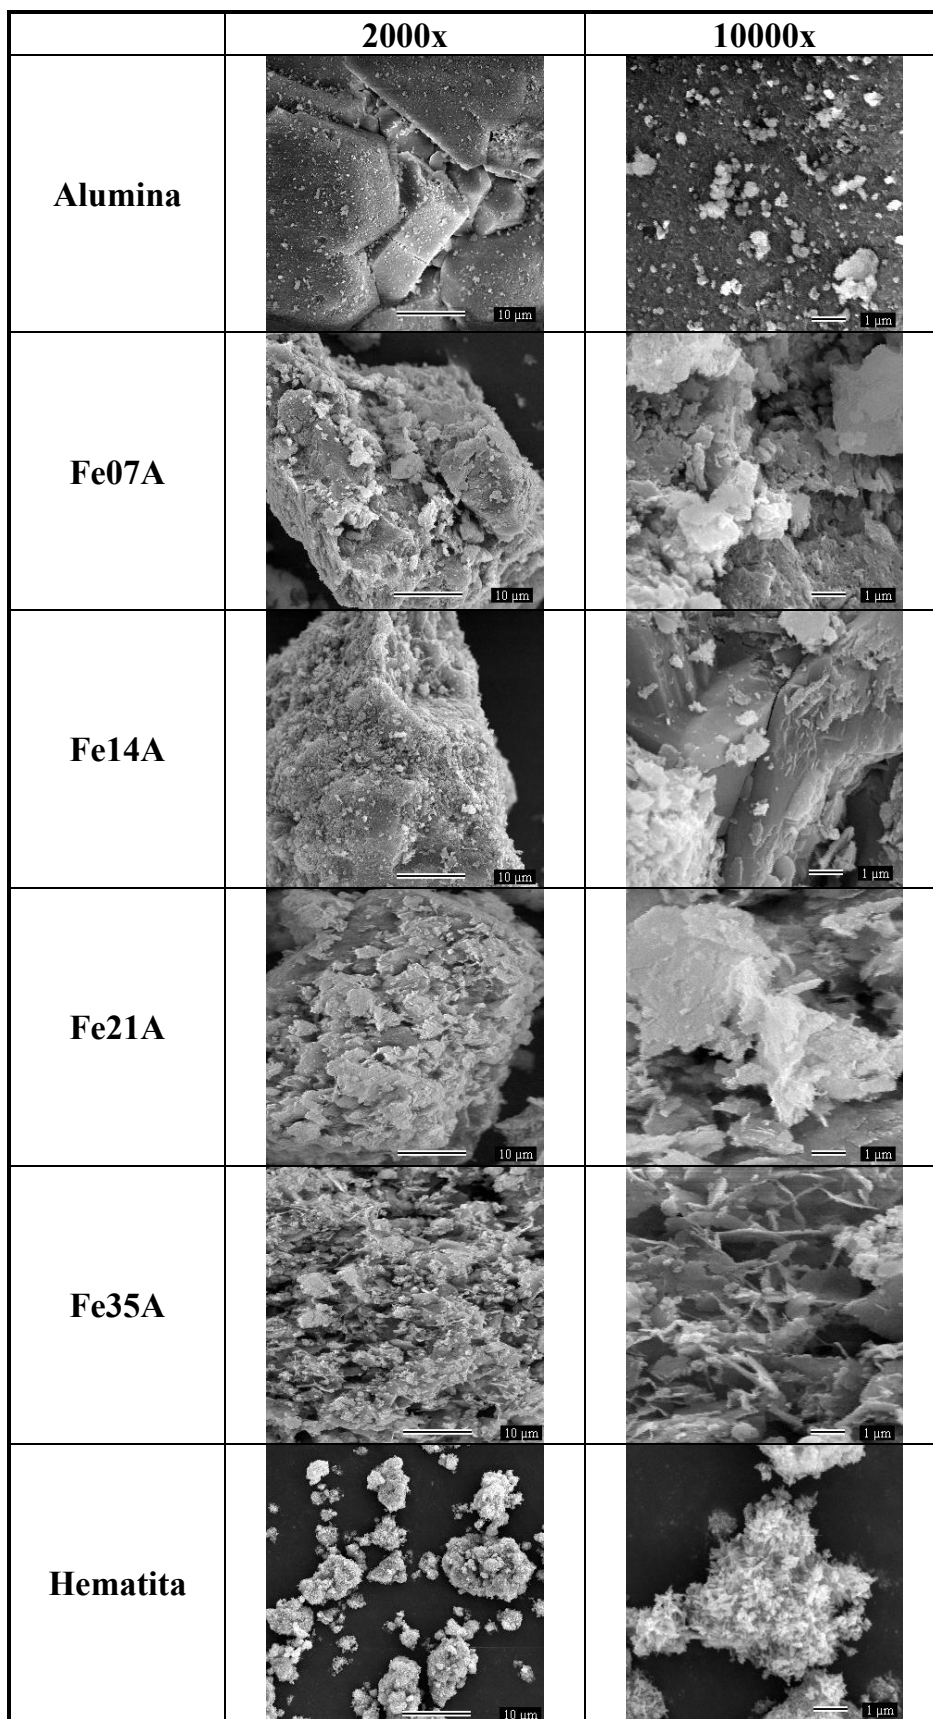 2000x 10000x
Alumina
10 µm 1 µm
Fe07A
10 µm 1 µm
Fe14A
10 µm 1 µm
Fe21A
10 µm 1 µm
Fe35A
10 µm 1 µm
Hematita
10 µm 1 µm